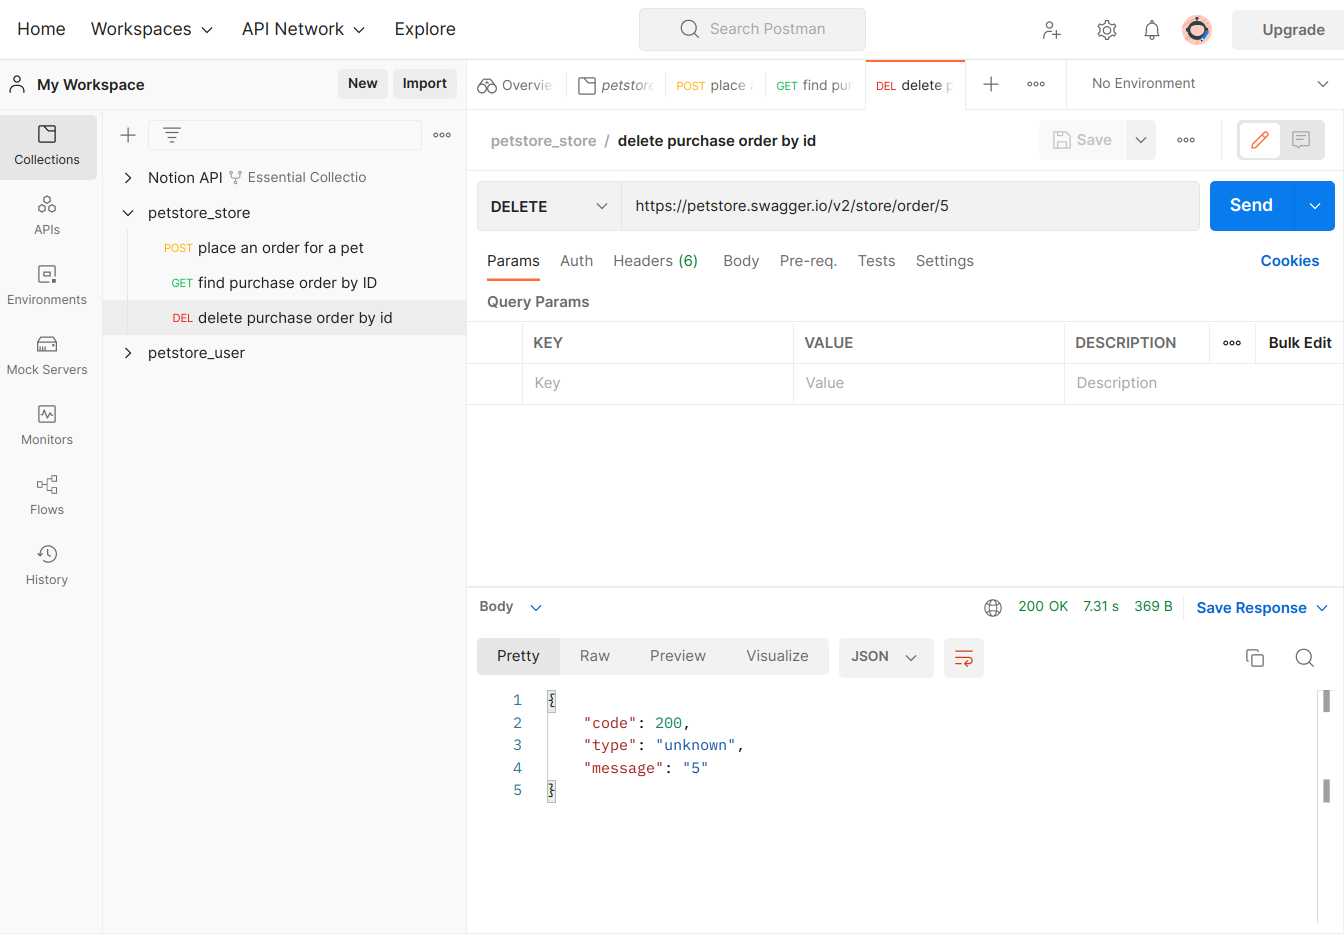 Home Workspaces API Network Explore Search Postman Upgrade
My Workspace New Import
Overvie petstore POST place GET find pur DEL delete p No Environment
Collections
APIs
Environments
Mock Servers
Monitors
Flows
History
Notion API Essential Collectio
petstore_store
POST place an order for a pet
GET find purchase order by ID
DEL delete purchase order by id
petstore_user
petstore_store / delete purchase order by id Save
DELETE https://petstore.swagger.io/v2/store/order/5 Send
Params Auth Headers (6) Body Pre-req. Tests Settings Cookies
Query Params
KEY VALUE DESCRIPTION Bulk Edit
Key Value Description
Body 200 OK 7.31 s 369 B Save Response
Pretty Raw Preview Visualize JSON
1 {
2 "code": 200,
3 "type": "unknown",
4 "message": "5"
5 }